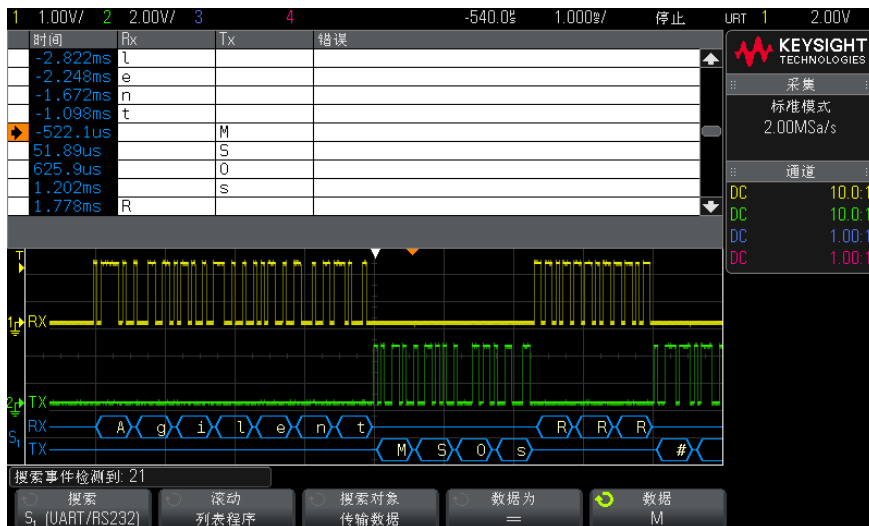 1 1.00V/ 2 2.00V/ 3 4 -540.0µs 1.000ms/ 停止 URT 1 2.00V
时间 Rx Tx 错误
-2.822ms l
-2.248ms e
-1.672ms n
-1.098ms t
-522.1us M
51.89us S
625.9us O
1.202ms s
1.778ms R
KEYSIGHT
TECHNOLOGIES
采集
标准模式
2.00MSa/s
通道
DC 10.0:1
DC 10.0:1
DC 1.00:1
DC 1.00:1
T
1 RX
2 TX
S1 RX A g i l e n t R R R
TX M S O s #
搜索事件检测到: 21
搜索 滚动 搜索对象 数据为 数据
S1 (UART/RS232) 列表程序 传输数据 = M